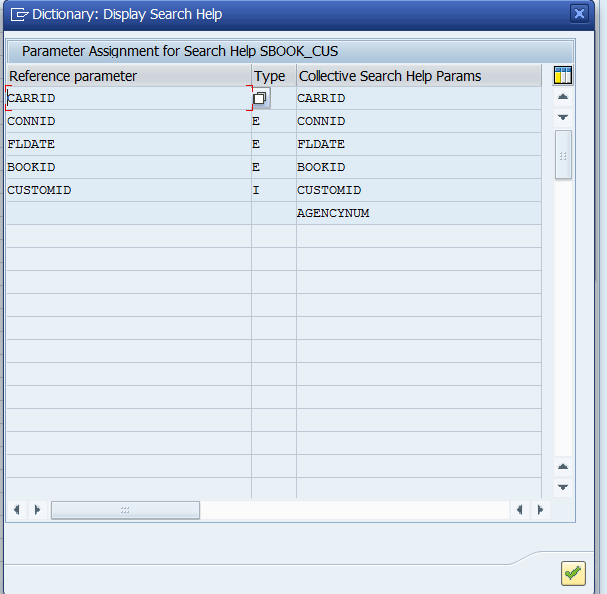 Dictionary: Display Search Help
Parameter Assignment for Search Help SBOOK_CUS
Reference parameter Type Collective Search Help Params
CARRID CARRID
CONNID E CONNID
FLDATE E FLDATE
BOOKID E BOOKID
CUSTOMID I CUSTOMID
AGENCYNUM